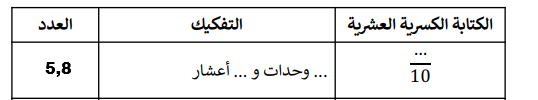 العدد التفكيك الكتابة الكسرية العشرية
5,8 ... وحدات و ... أعشار .../10